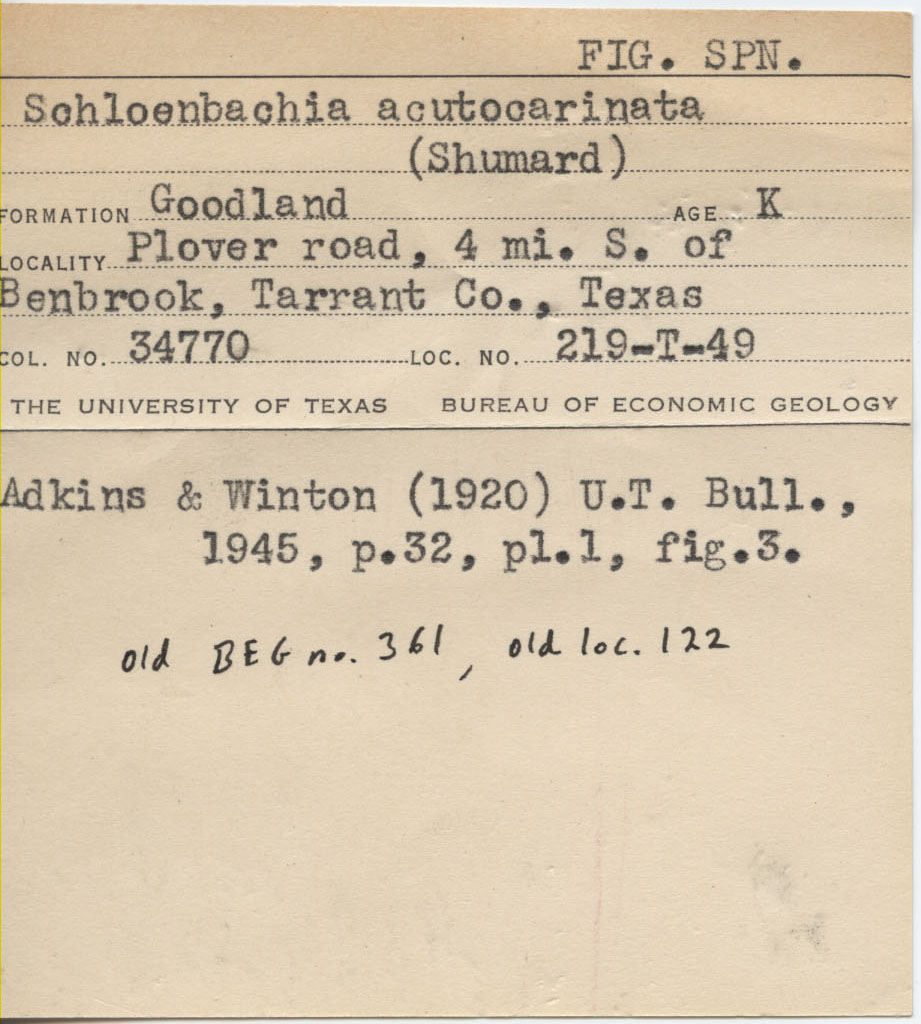 FIG. SPN.
Schloenbachia acutocarinata
(Shumard)
FORMATION Goodland AGE K
LOCALITY Plover road, 4 mi. S. of
Benbrook, Tarrant Co., Texas
COL. NO. 34770 LOC. NO. 219-T-49
THE UNIVERSITY OF TEXAS BUREAU OF ECONOMIC GEOLOGY
Adkins & Winton (1920) U.T. Bull.,
1945, p.32, pl.1, fig.3.
old BEG no. 361, old loc. 122